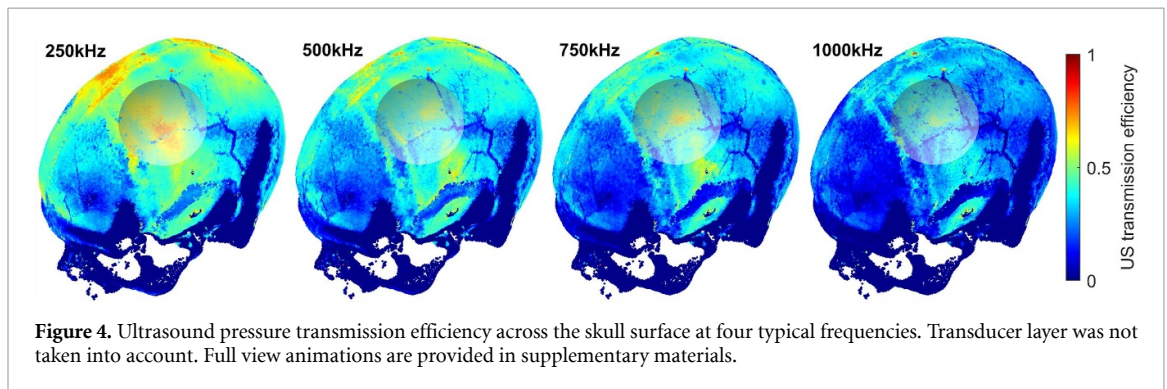 250kHz
500kHz
750kHz
1000kHz
1
0.5
0
US transmission efficiency
Figure 4. Ultrasound pressure transmission efficiency across the skull surface at four typical frequencies. Transducer layer was not
taken into account. Full view animations are provided in supplementary materials.